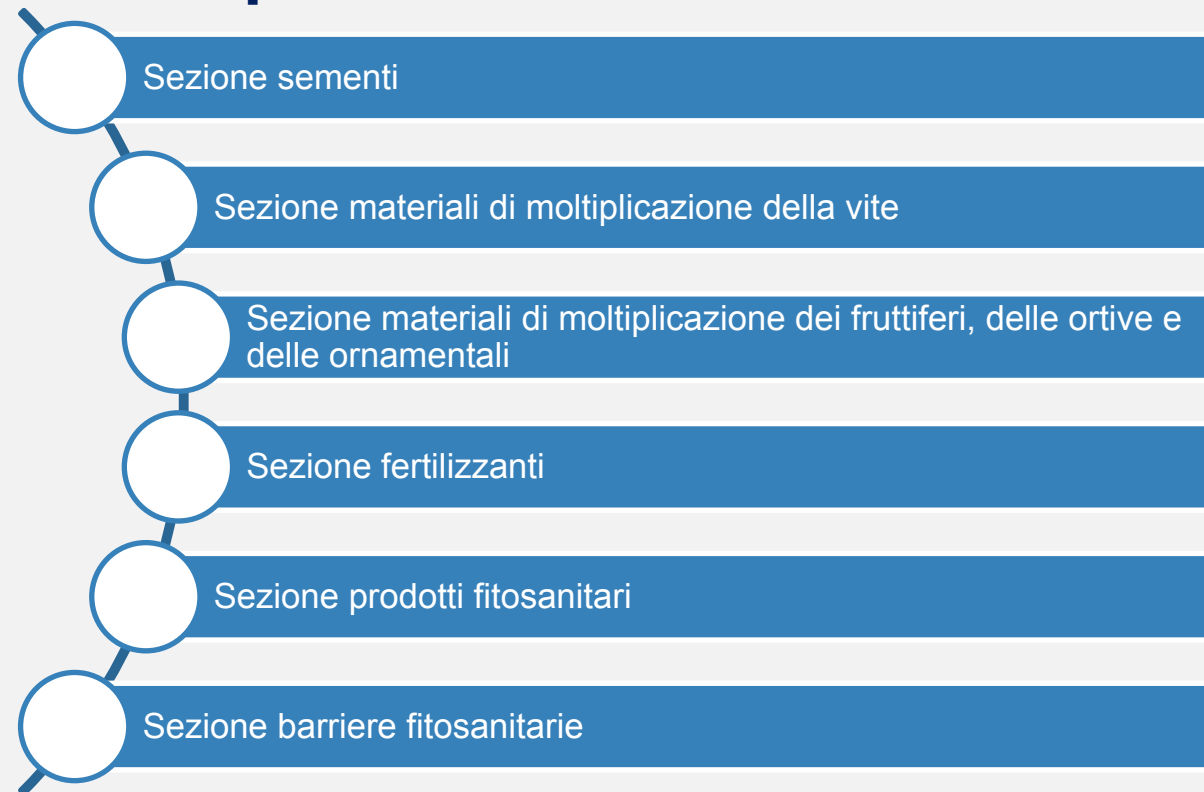 Sezione sementi
Sezione materiali di moltiplicazione della vite
Sezione materiali di moltiplicazione dei fruttiferi, delle ortive e
delle ornamentali
Sezione fertilizzanti
Sezione prodotti fitosanitari
Sezione barriere fitosanitarie